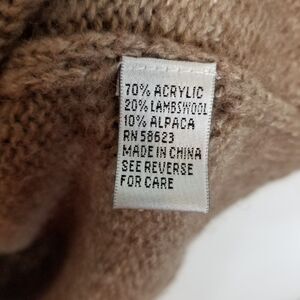 70% ACRYLIC
20% LAMBSWOOL
10% ALPACA
RN 58623
MADE IN CHINA
SEE REVERSE
FOR CARE